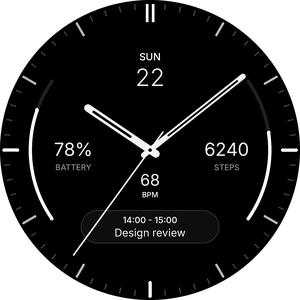 SUN
22
78%
BATTERY
6240
STEPS
68
BPM
14:00 - 15:00
Design review